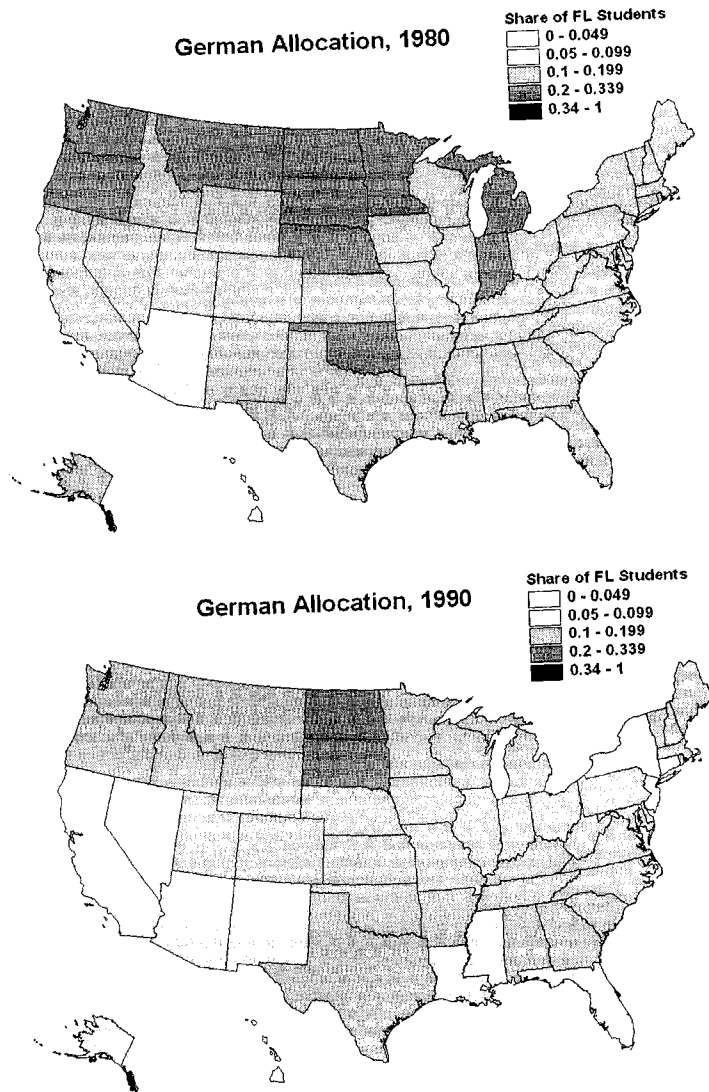 German Allocation, 1980
Share of FL Students
0 - 0.049
0.05 - 0.099
0.1 - 0.199
0.2 - 0.339
0.34 - 1
German Allocation, 1990
Share of FL Students
0 - 0.049
0.05 - 0.099
0.1 - 0.199
0.2 - 0.339
0.34 - 1